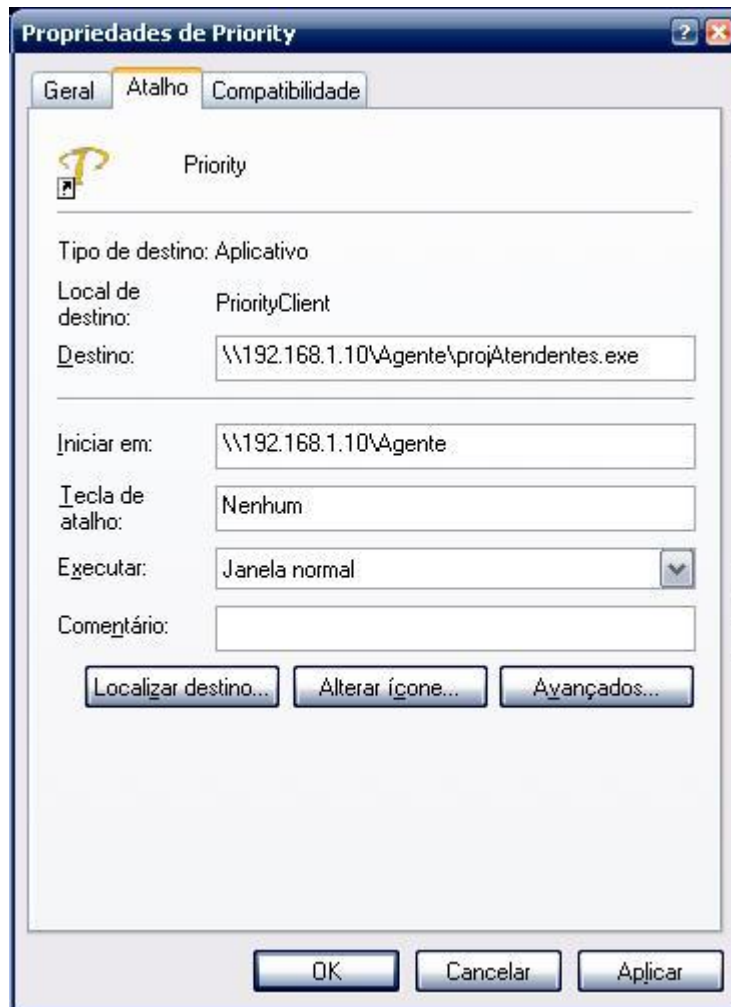 Propriedades de Priority
Geral Atalho Compatibilidade
Priority
Tipo de destino: Aplicativo
Local de
destino: PriorityClient
Destino: \\192.168.1.10\Agente\projAtendentes.exe
Iniciar em: \\192.168.1.10\Agente
Tecla de
atalho: Nenhum
Executar: Janela normal
Comentário:
Localizar destino... Alterar ícone... Avançados...
OK Cancelar Aplicar